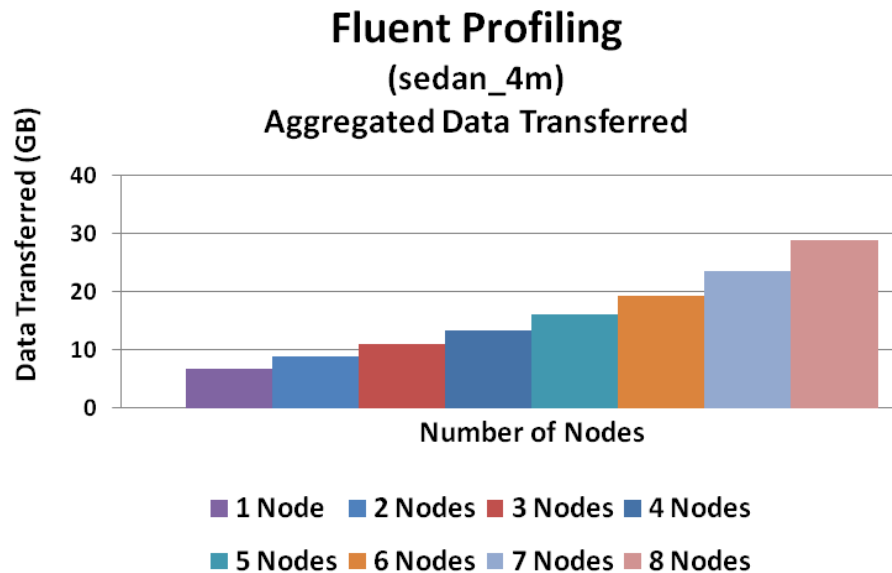 Fluent Profiling
(sedan_4m)
Aggregated Data Transferred
Data Transferred (GB)
40
30
20
10
0
Number of Nodes
1 Node 2 Nodes 3 Nodes 4 Nodes
5 Nodes 6 Nodes 7 Nodes 8 Nodes